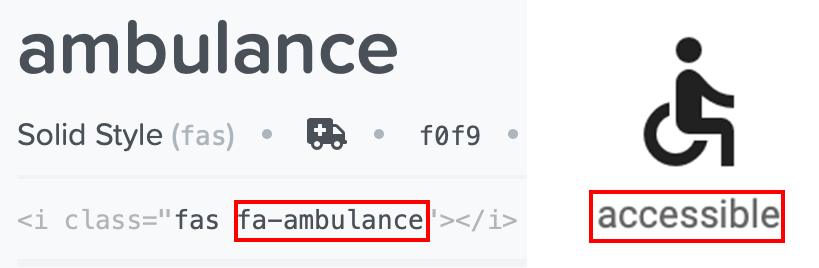 ambulance
Solid Style (fas) • • f0f9 •
<i class="fas fa-ambulance"></i>
accessible